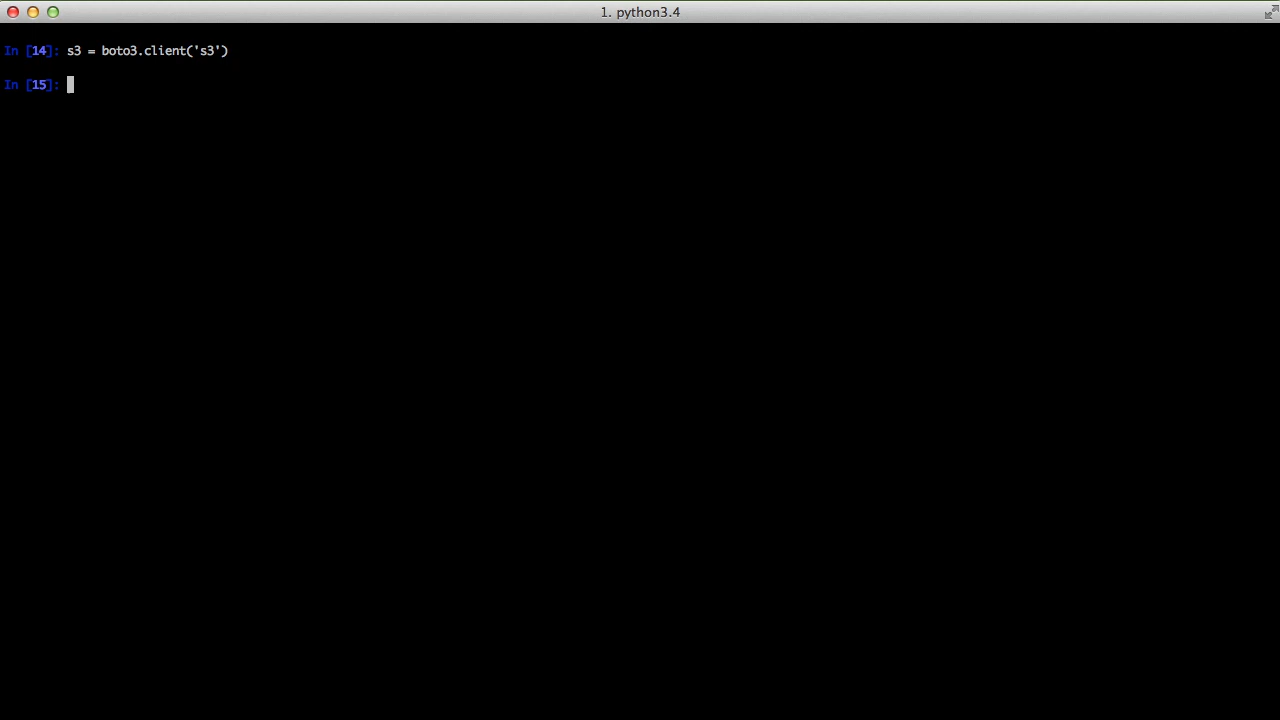 1. python3.4
In [14]: s3 = boto3.client('s3')
In [15]: